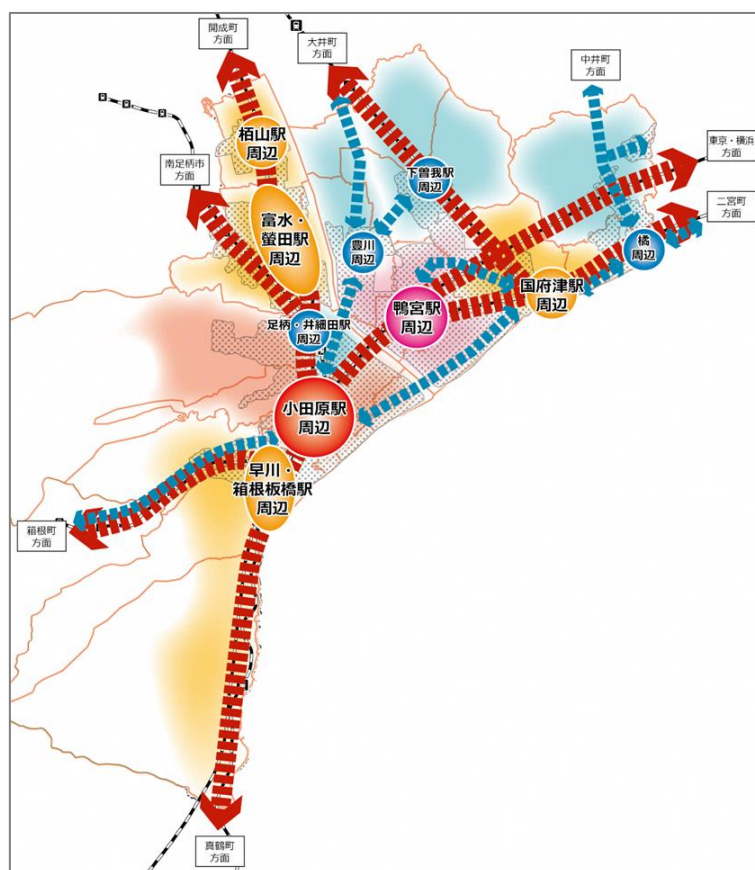 開成町
方面
大井町
方面
中井町
方面
東京・横浜
方面
二宮町
方面
南足柄市
方面
栢山駅
周辺
下曽我駅
周辺
富水・
螢田駅
周辺
豊川
周辺
橘
周辺
国府津駅
周辺
鴨宮駅
周辺
足柄・井細田駅
周辺
小田原駅
周辺
早川・
箱根板橋駅
周辺
箱根町
方面
真鶴町
方面